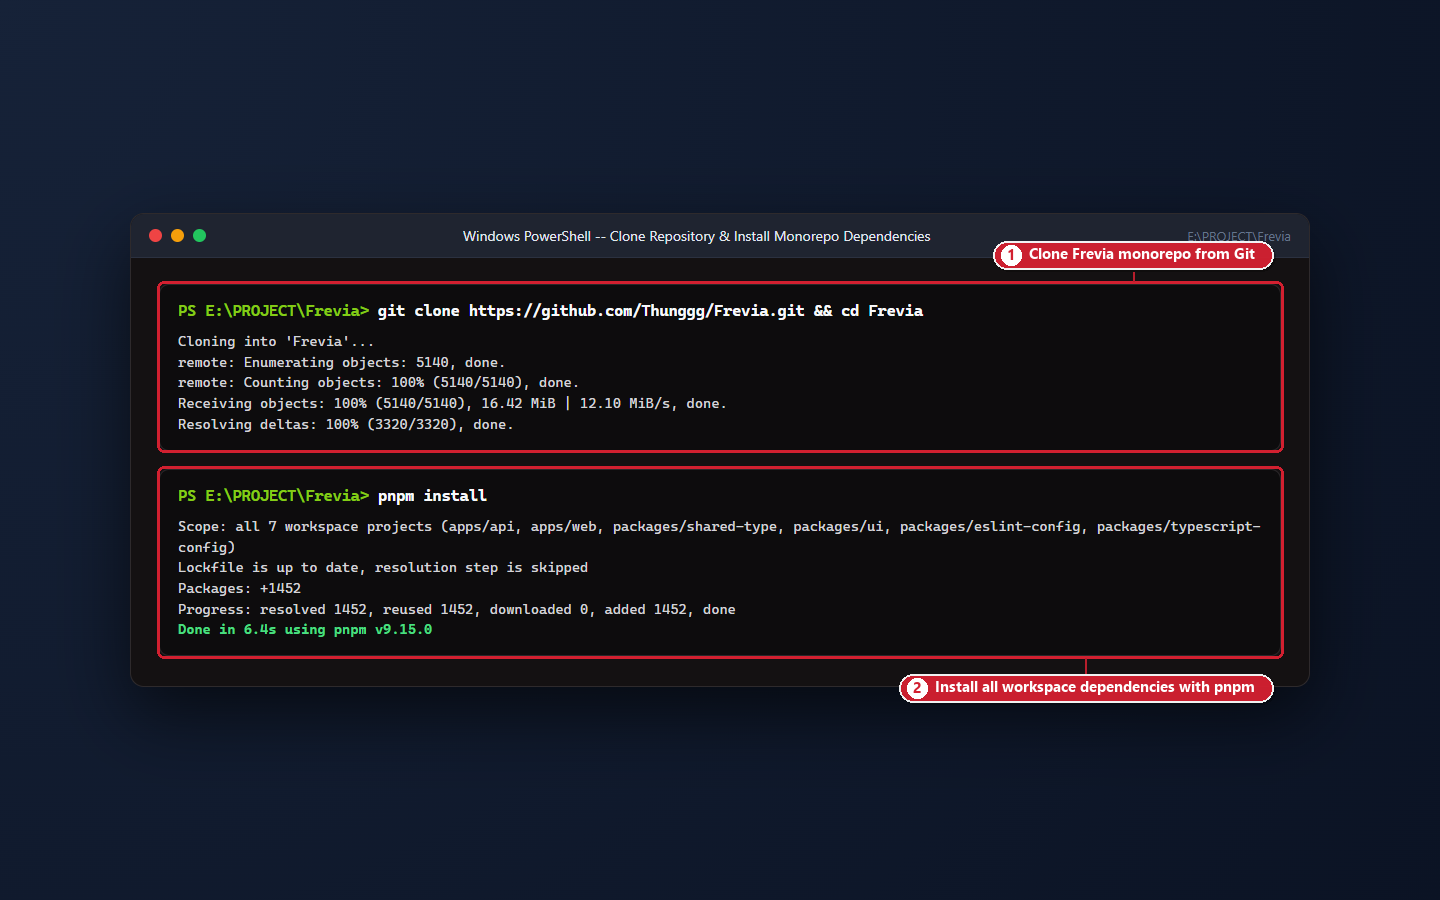 Windows PowerShell -- Clone Repository & Install Monorepo Dependencies
E:\PROJECT\Frevia
1 Clone Frevia monorepo from Git
PS E:\PROJECT\Frevia> git clone https://github.com/Thunggg/Frevia.git && cd Frevia
Cloning into 'Frevia'...
remote: Enumerating objects: 5140, done.
remote: Counting objects: 100% (5140/5140), done.
Receiving objects: 100% (5140/5140), 16.42 MiB | 12.10 MiB/s, done.
Resolving deltas: 100% (3320/3320), done.
PS E:\PROJECT\Frevia> pnpm install
Scope: all 7 workspace projects (apps/api, apps/web, packages/shared-type, packages/ui, packages/eslint-config, packages/typescript-
config)
Lockfile is up to date, resolution step is skipped
Packages: +1452
Progress: resolved 1452, reused 1452, downloaded 0, added 1452, done
Done in 6.4s using pnpm v9.15.0
2 Install all workspace dependencies with pnpm